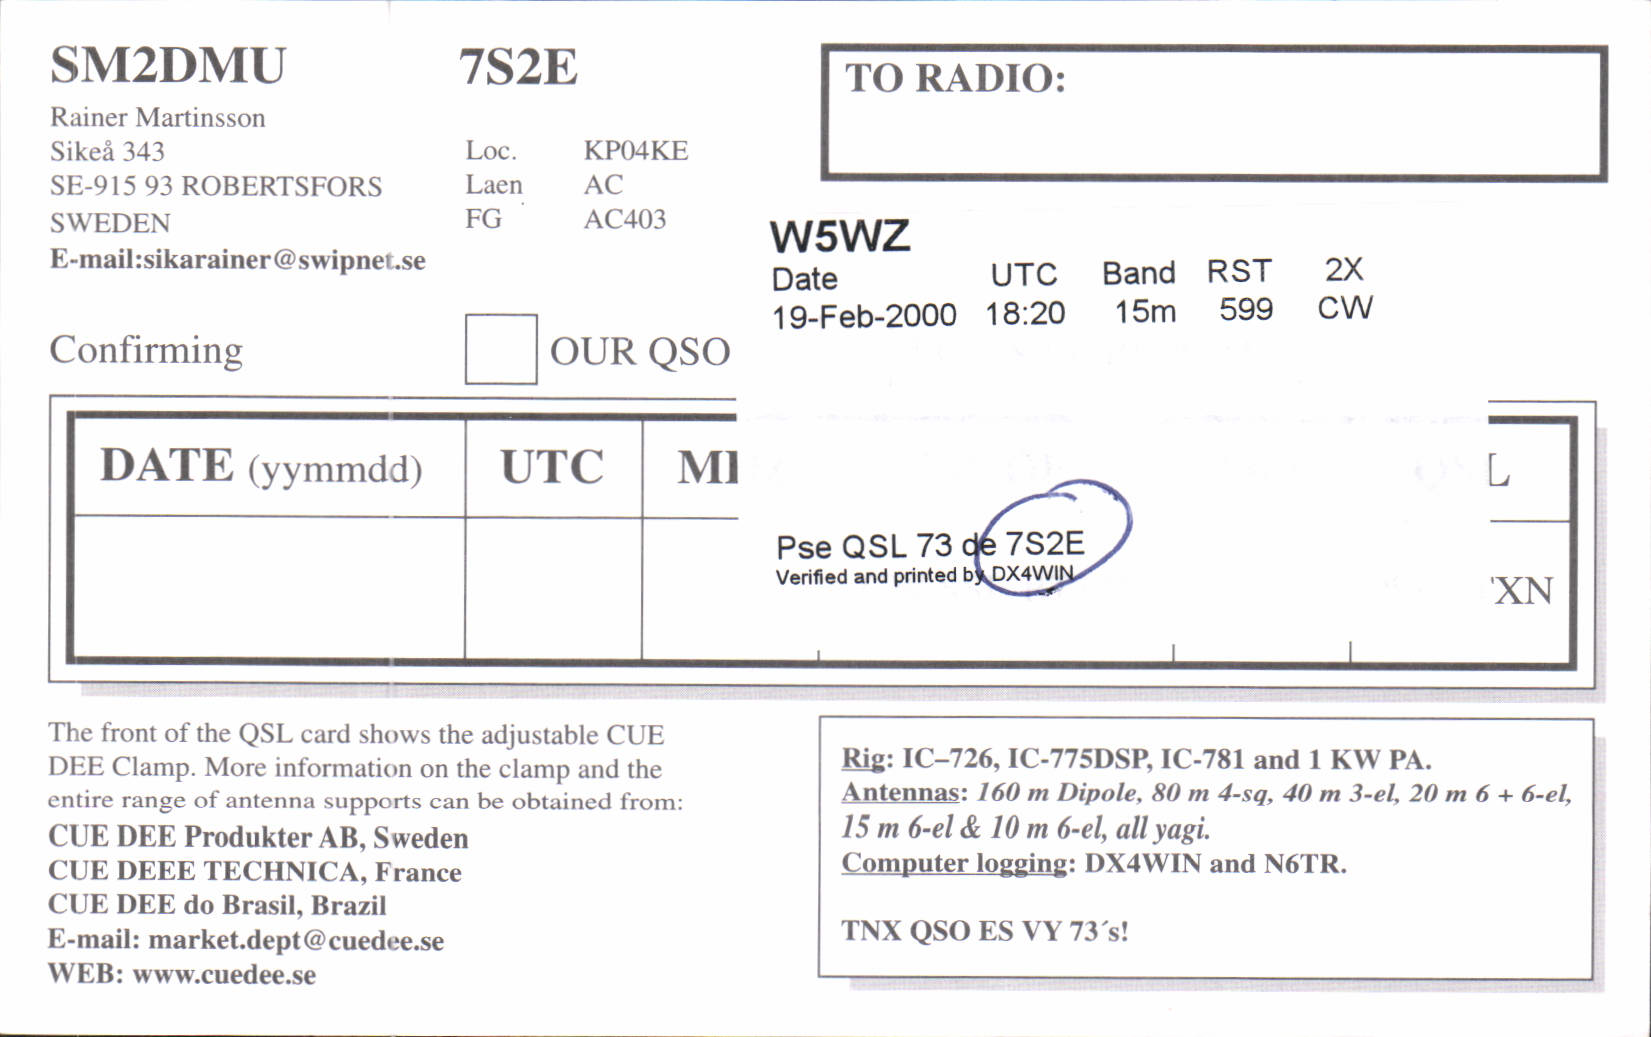 SM2DMU 7S2E
Rainer Martinsson
Sikeå 343
SE-915 93 ROBERTSFORS
SWEDEN
E-mail:sikarainer@swipnet.se
Loc. KP04KE
Laen AC
FG AC403
TO RADIO:
W5WZ
Date UTC Band RST 2X
19-Feb-2000 18:20 15m 599 CW
Confirming OUR QSO
DATE (yymmdd) UTC
Pse QSL 73 de 7S2E
Verified and printed by DX4WIN
The front of the QSL card shows the adjustable CUE
DEE Clamp. More information on the clamp and the
entire range of antenna supports can be obtained from:
CUE DEE Produkter AB, Sweden
CUE DEEE TECHNICA, France
CUE DEE do Brasil, Brazil
E-mail: market.dept@cuedee.se
WEB: www.cuedee.se
Rig: IC–726, IC-775DSP, IC-781 and 1 KW PA.
Antennas: 160 m Dipole, 80 m 4-sq, 40 m 3-el, 20 m 6 + 6-el,
15 m 6-el & 10 m 6-el, all yagi.
Computer logging: DX4WIN and N6TR.
TNX QSO ES VY 73´s!